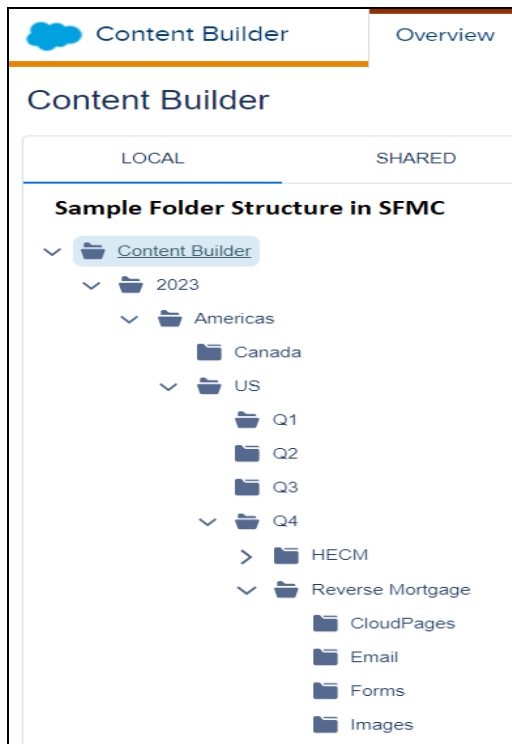 Content Builder Overview
Content Builder
LOCAL SHARED
Sample Folder Structure in SFMC
Content Builder
2023
Americas
Canada
US
Q1
Q2
Q3
Q4
HECM
Reverse Mortgage
CloudPages
Email
Forms
Images